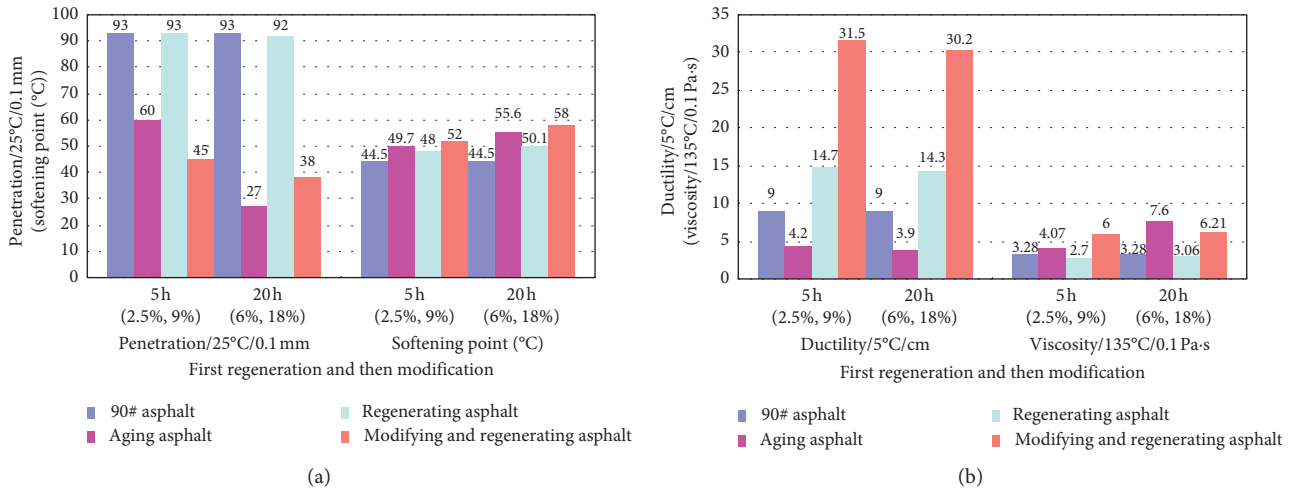 Penetration/25°C/0.1 mm
(softening point (°C))
100
90
80
70
60
50
40
30
20
10
0
93
60
93
45
93
27
92
38
44.5
49.7
48
52
44.5
55.6
50.1
58
5 h
20 h
5 h
20 h
(2.5%, 9%)
(6%, 18%)
(2.5%, 9%)
(6%, 18%)
Penetration/25°C/0.1 mm
Softening point (°C)
First regeneration and then modification
90# asphalt
Regenerating asphalt
Aging asphalt
Modifying and regenerating asphalt
(a)
Ductility/5°C/cm
(viscosity/135°C/0.1 Pa·s)
35
30
25
20
15
10
5
0
9
4.2
14.7
31.5
9
3.9
14.3
30.2
3.28
4.07
2.7
6
3.28
7.6
3.06
6.21
5 h
20 h
5 h
20 h
(2.5%, 9%)
(6%, 18%)
(2.5%, 9%)
(6%, 18%)
Ductility/5°C/cm
Viscosity/135°C/0.1 Pa·s
First regeneration and then modification
90# asphalt
Regenerating asphalt
Aging asphalt
Modifying and regenerating asphalt
(b)